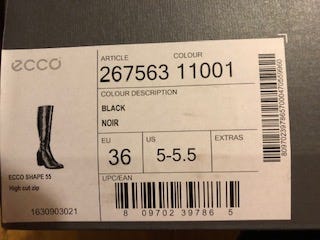 ecco
ARTICLE COLOUR
267563 11001
COLOUR DESCRIPTION
BLACK
NOIR
EU US EXTRAS
36 5-5.5
ECCO SHAPE 55
High cut zip
UPC/EAN
1630903021
8 09702 39786 5